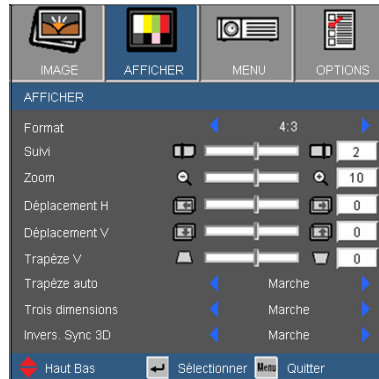 IMAGE AFFICHER MENU OPTIONS
AFFICHER
Format 4:3
Suivi 2
Zoom 10
Déplacement H 0
Déplacement V 0
Trapèze V 0
Trapèze auto Marche
Trois dimensions Marche
Invers. Sync 3D Marche
Haut Bas Sélectionner Menu Quitter